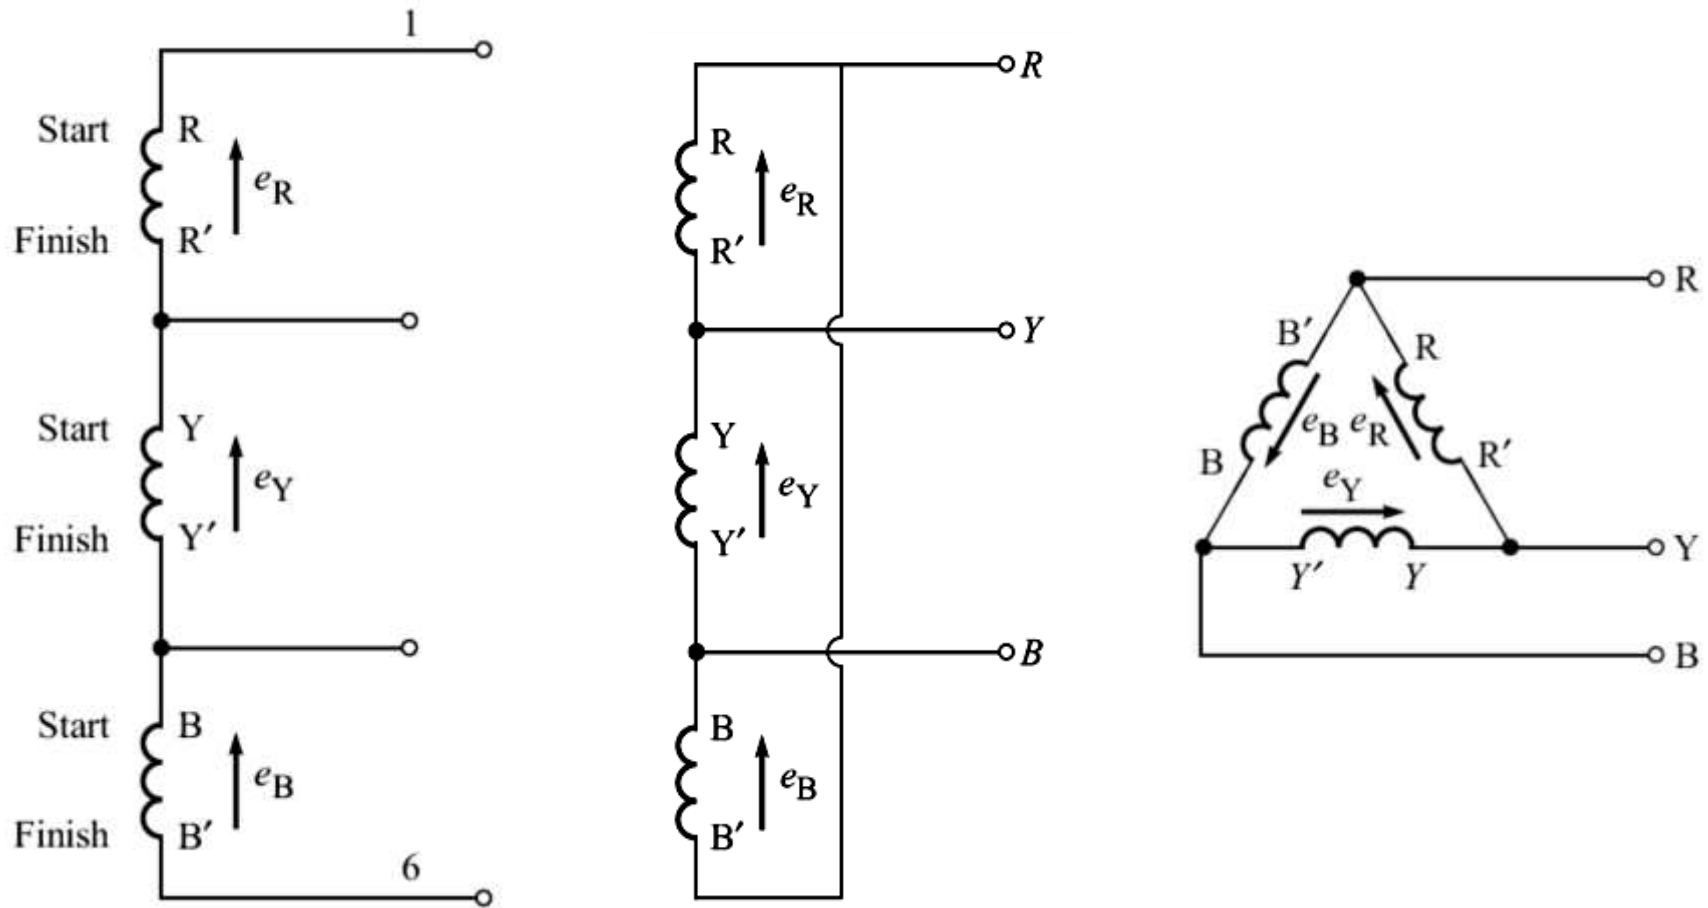 1
Start R
e_R
Finish R′
Start Y
e_Y
Finish Y′
Start B
e_B
Finish B′
6
R
R
e_R
R′
Y
Y
e_Y
Y′
B
B
e_B
B′
R
B′ R
e_B e_R
B R′
e_Y
Y′ Y
Y
B